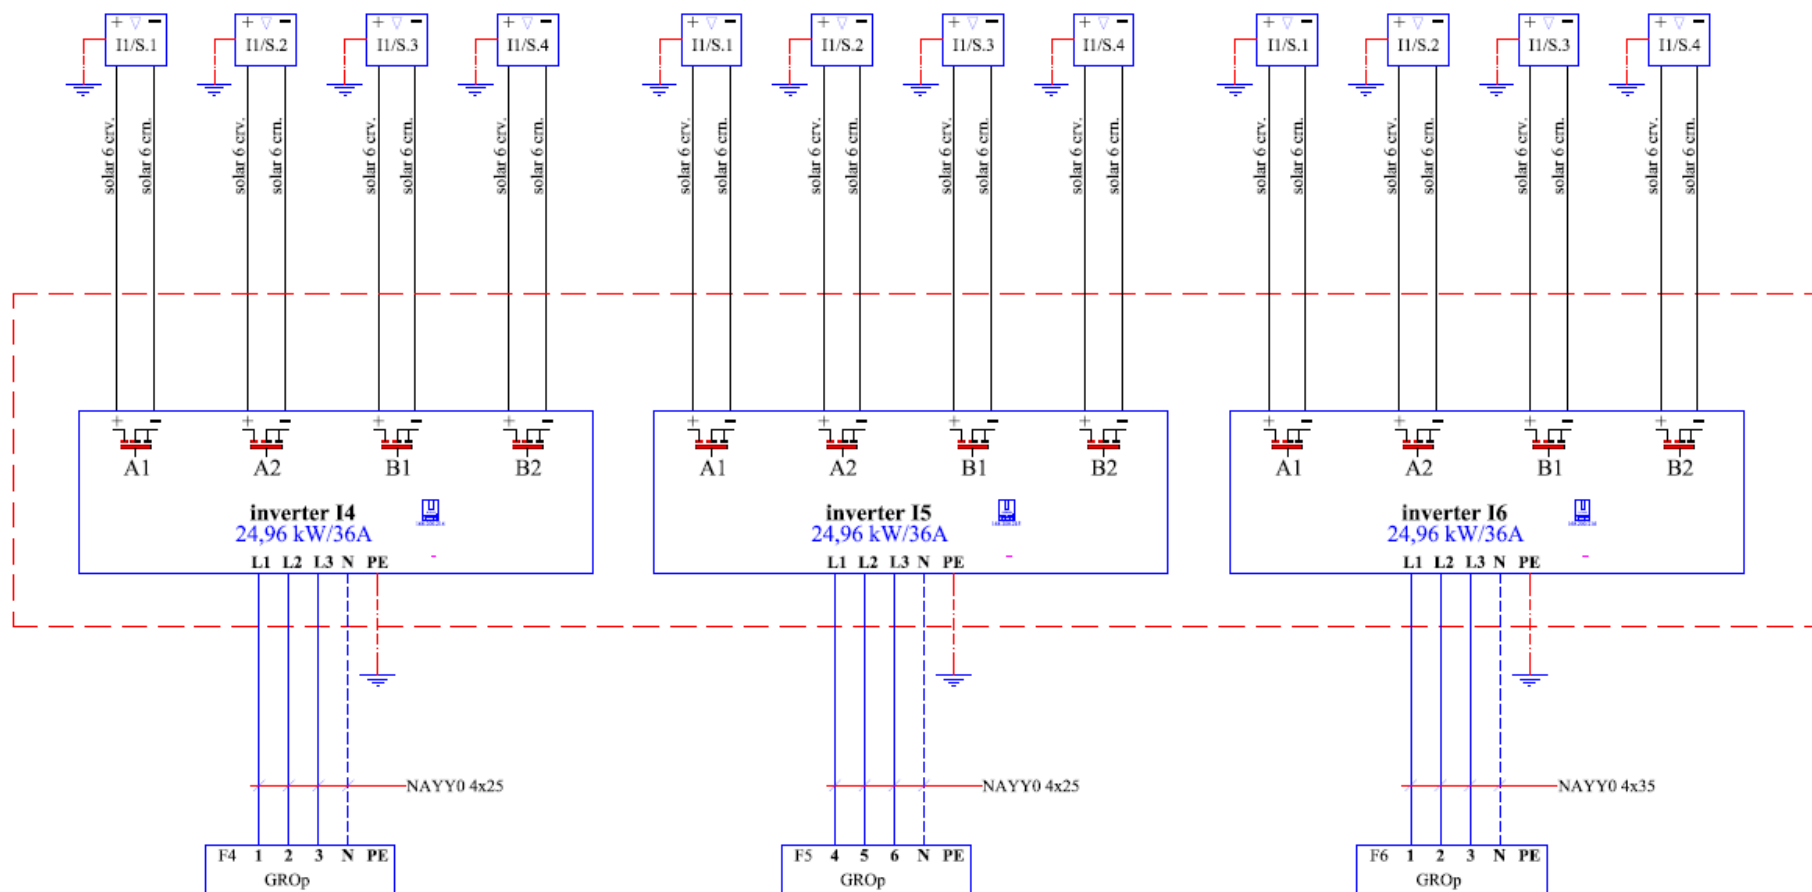 + − + − + − + − + − + − + − + − + − + − + − + −
I1/S.1 I1/S.2 I1/S.3 I1/S.4 I1/S.1 I1/S.2 I1/S.3 I1/S.4 I1/S.1 I1/S.2 I1/S.3 I1/S.4
solar 6 crv. solar 6 crn. solar 6 crv. solar 6 crn. solar 6 crv. solar 6 crn. solar 6 crv. solar 6 crn. solar 6 crv. solar 6 crn. solar 6 crv. solar 6 crn. solar 6 crv. solar 6 crn. solar 6 crv. solar 6 crn. solar 6 crv. solar 6 crn. solar 6 crv. solar 6 crn. solar 6 crv. solar 6 crn. solar 6 crv. solar 6 crn.
+ − + − + − + − + − + − + − + − + − + − + − + −
A1 A2 B1 B2 A1 A2 B1 B2 A1 A2 B1 B2
inverter I4 inverter I5 inverter I6
24,96 kW/36A 24,96 kW/36A 24,96 kW/36A
L1 L2 L3 N PE L1 L2 L3 N PE L1 L2 L3 N PE
NAYY0 4x25 NAYY0 4x25 NAYY0 4x35
F4 1 2 3 N PE F5 4 5 6 N PE F6 1 2 3 N PE
GROp GROp GROp